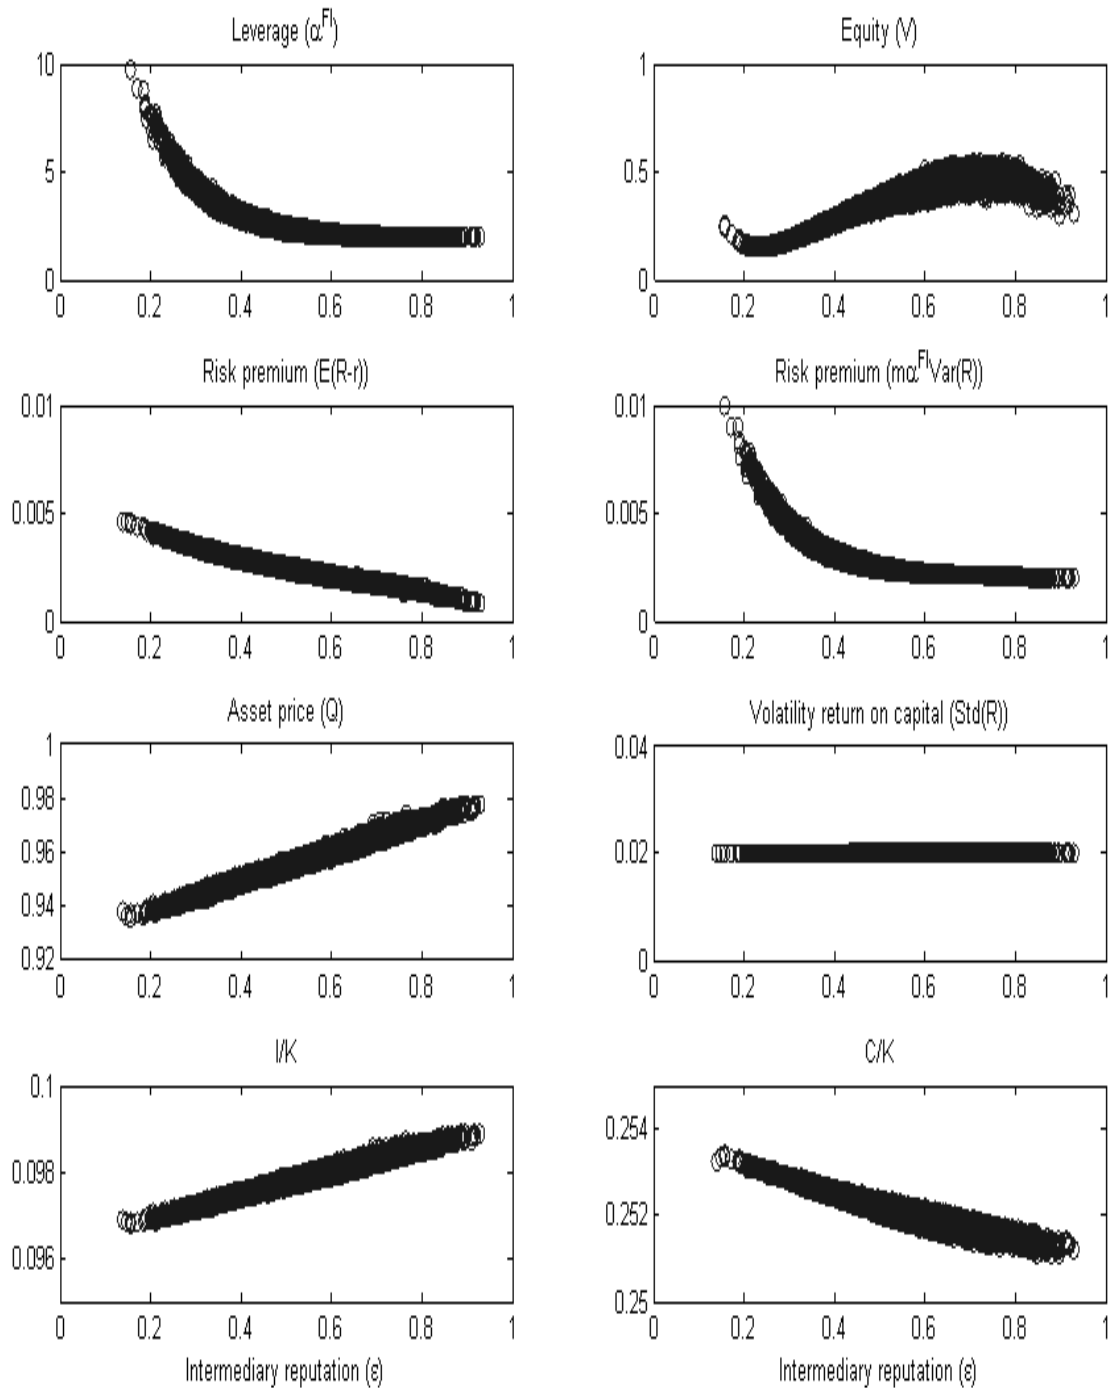 Leverage (α^FI)
10
5
0
0 0.2 0.4 0.6 0.8 1
Equity (V)
1
0.5
0
0 0.2 0.4 0.6 0.8 1
Risk premium (E(R-r))
0.01
0.005
0
0 0.2 0.4 0.6 0.8 1
Risk premium (mα^FI Var(R))
0.01
0.005
0
0 0.2 0.4 0.6 0.8 1
Asset price (Q)
1
0.98
0.96
0.94
0.92
0 0.2 0.4 0.6 0.8 1
Volatility return on capital (Std(R))
0.04
0.02
0
0 0.2 0.4 0.6 0.8 1
I/K
0.1
0.098
0.096
0 0.2 0.4 0.6 0.8 1
Intermediary reputation (ε)
C/K
0.254
0.252
0.25
0 0.2 0.4 0.6 0.8 1
Intermediary reputation (ε)